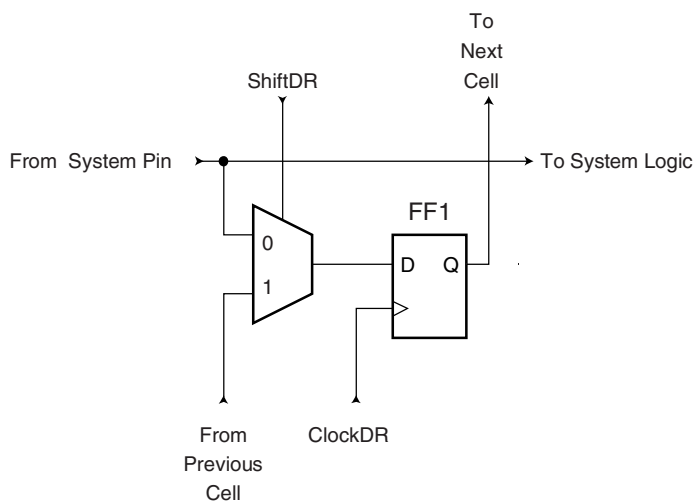 To
Next
Cell
ShiftDR
From System Pin
To System Logic
FF1
0
D Q
1
From
Previous
Cell
ClockDR